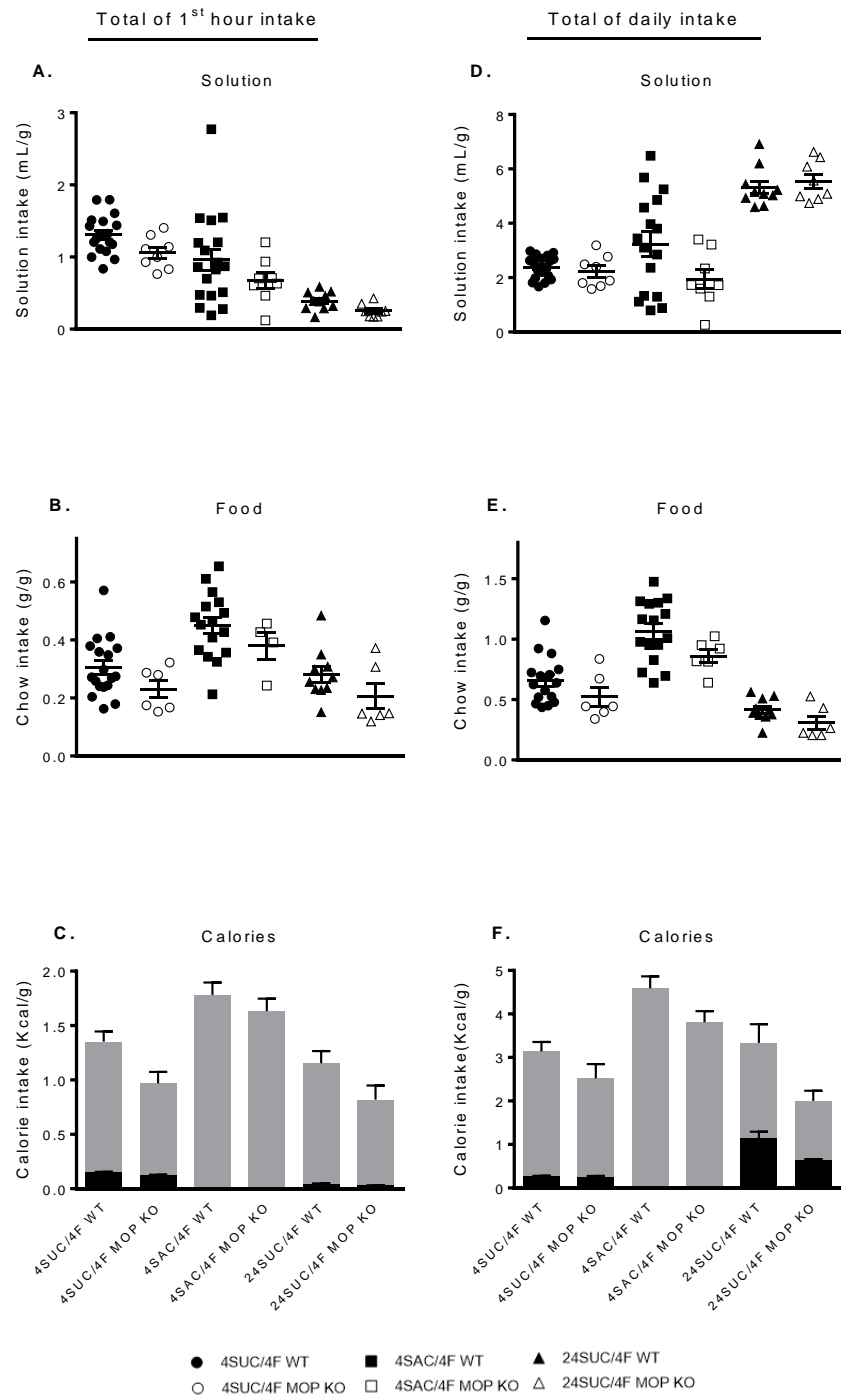 Total of 1st hour intake
Total of daily intake
A.
Solution
Solution intake (mL/g)
3
2
1
0
D.
Solution
Solution intake (mL/g)
8
6
4
2
0
B.
Food
Chow intake (g/g)
0.6
0.4
0.2
0.0
E.
Food
Chow intake (g/g)
1.5
1.0
0.5
0.0
C.
Calories
Calorie intake (Kcal/g)
2.0
1.5
1.0
0.5
0.0
4SUC/4F WT
4SUC/4F MOP KO
4SAC/4F WT
4SAC/4F MOP KO
24SUC/4F WT
24SUC/4F MOP KO
F.
Calories
Calorie intake(Kcal/g)
5
4
3
2
1
0
4SUC/4F WT
4SUC/4F MOP KO
4SAC/4F WT
4SAC/4F MOP KO
24SUC/4F WT
24SUC/4F MOP KO
4SUC/4F WT
4SAC/4F WT
24SUC/4F WT
4SUC/4F MOP KO
4SAC/4F MOP KO
24SUC/4F MOP KO